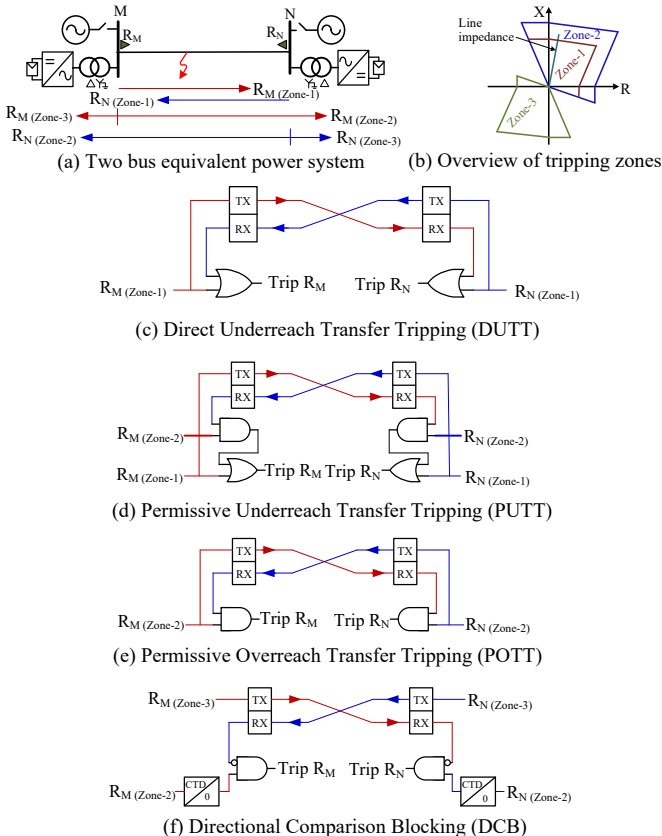 M
N
R_M
R_N
R_M (Zone-1)
R_N (Zone-1)
R_M (Zone-3)
R_M (Zone-2)
R_N (Zone-2)
R_N (Zone-3)
(a) Two bus equivalent power system
X
Line
impedance
Zone-2
Zone-1
R
Zone-3
(b) Overview of tripping zones
TX
TX
RX
RX
Trip R_M
Trip R_N
R_M (Zone-1)
R_N (Zone-1)
(c) Direct Underreach Transfer Tripping (DUTT)
TX
TX
RX
RX
R_M (Zone-2)
R_N (Zone-2)
R_M (Zone-1)
Trip R_M
Trip R_N
R_N (Zone-1)
(d) Permissive Underreach Transfer Tripping (PUTT)
TX
TX
RX
RX
Trip R_M
Trip R_N
R_M (Zone-2)
R_N (Zone-2)
(e) Permissive Overreach Transfer Tripping (POTT)
R_M (Zone-3)
TX
TX
R_N (Zone-3)
RX
RX
Trip R_M
Trip R_N
R_M (Zone-2)
CTD
0
CTD
0
R_N (Zone-2)
(f) Directional Comparison Blocking (DCB)